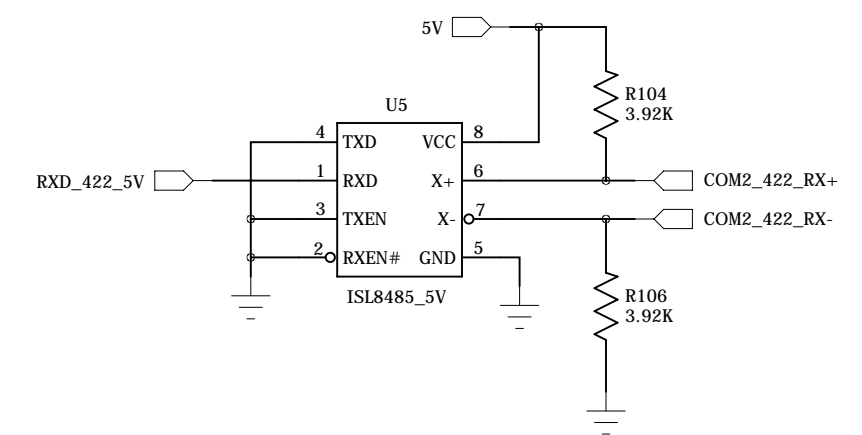 5V
R104
3.92K
U5
4 TXD VCC 8
RXD_422_5V 1 RXD X+ 6 COM2_422_RX+
3 TXEN X- 7 COM2_422_RX-
2 RXEN# GND 5
ISL8485_5V
R106
3.92K